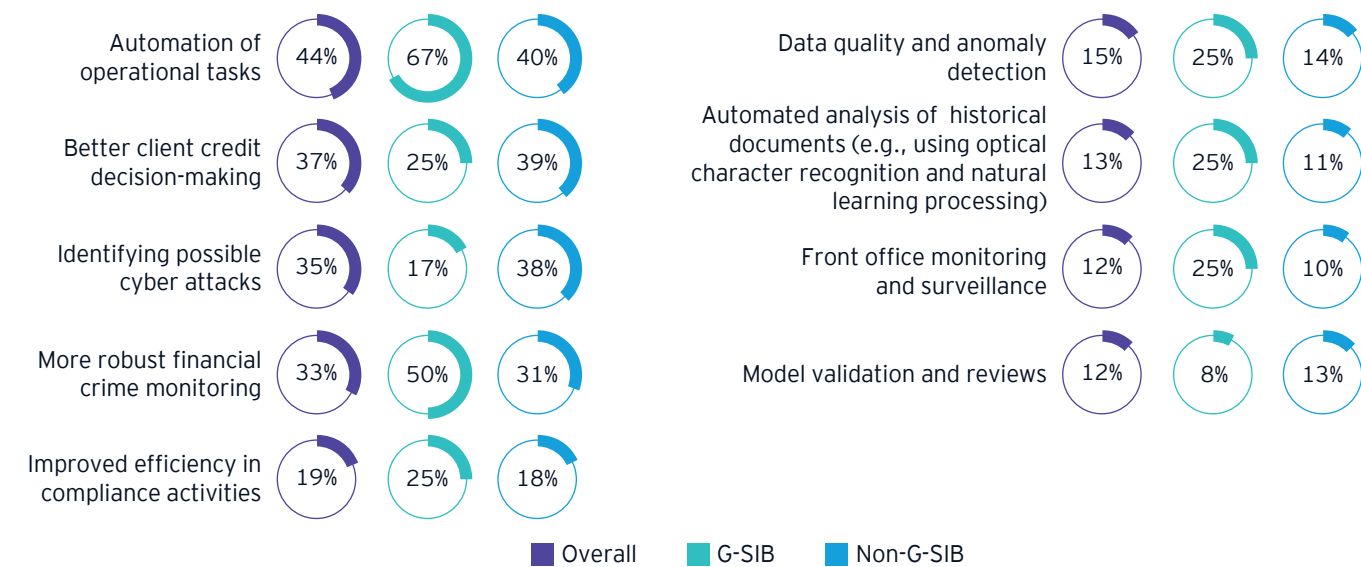 Automation of
operational tasks
44%
67%
40%
Better client credit
decision-making
37%
25%
39%
Identifying possible
cyber attacks
35%
17%
38%
More robust financial
crime monitoring
33%
50%
31%
Improved efficiency in
compliance activities
19%
25%
18%
Data quality and anomaly
detection
15%
25%
14%
Automated analysis of historical
documents (e.g., using optical
character recognition and natural
learning processing)
13%
25%
11%
Front office monitoring
and surveillance
12%
25%
10%
Model validation and reviews
12%
8%
13%
Overall
G-SIB
Non-G-SIB